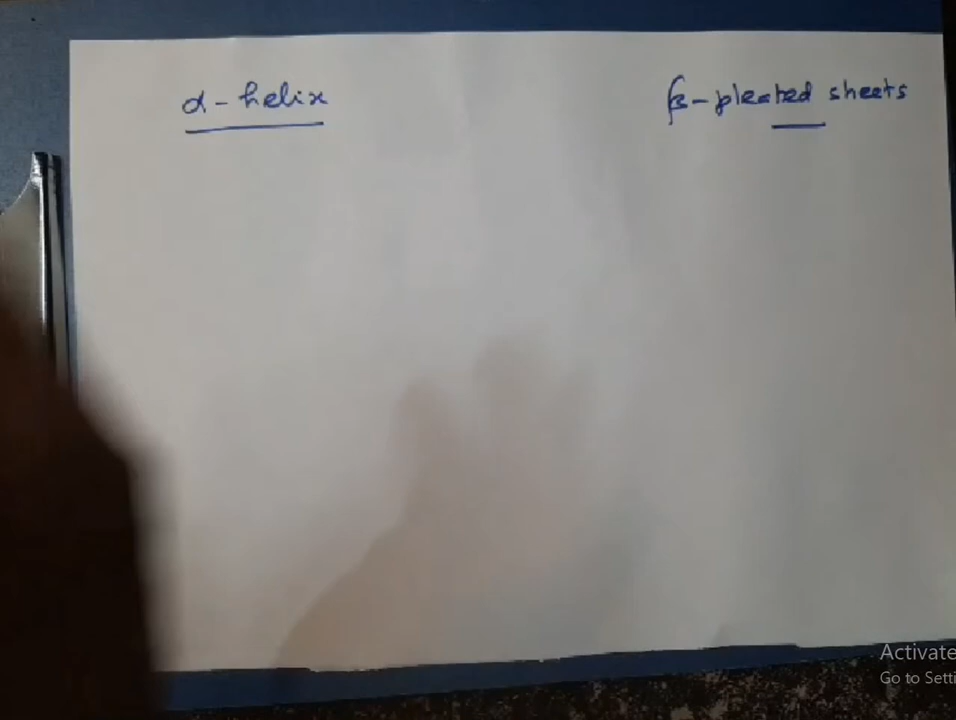 α - helix
β - pleated sheets
Activate
Go to Setti